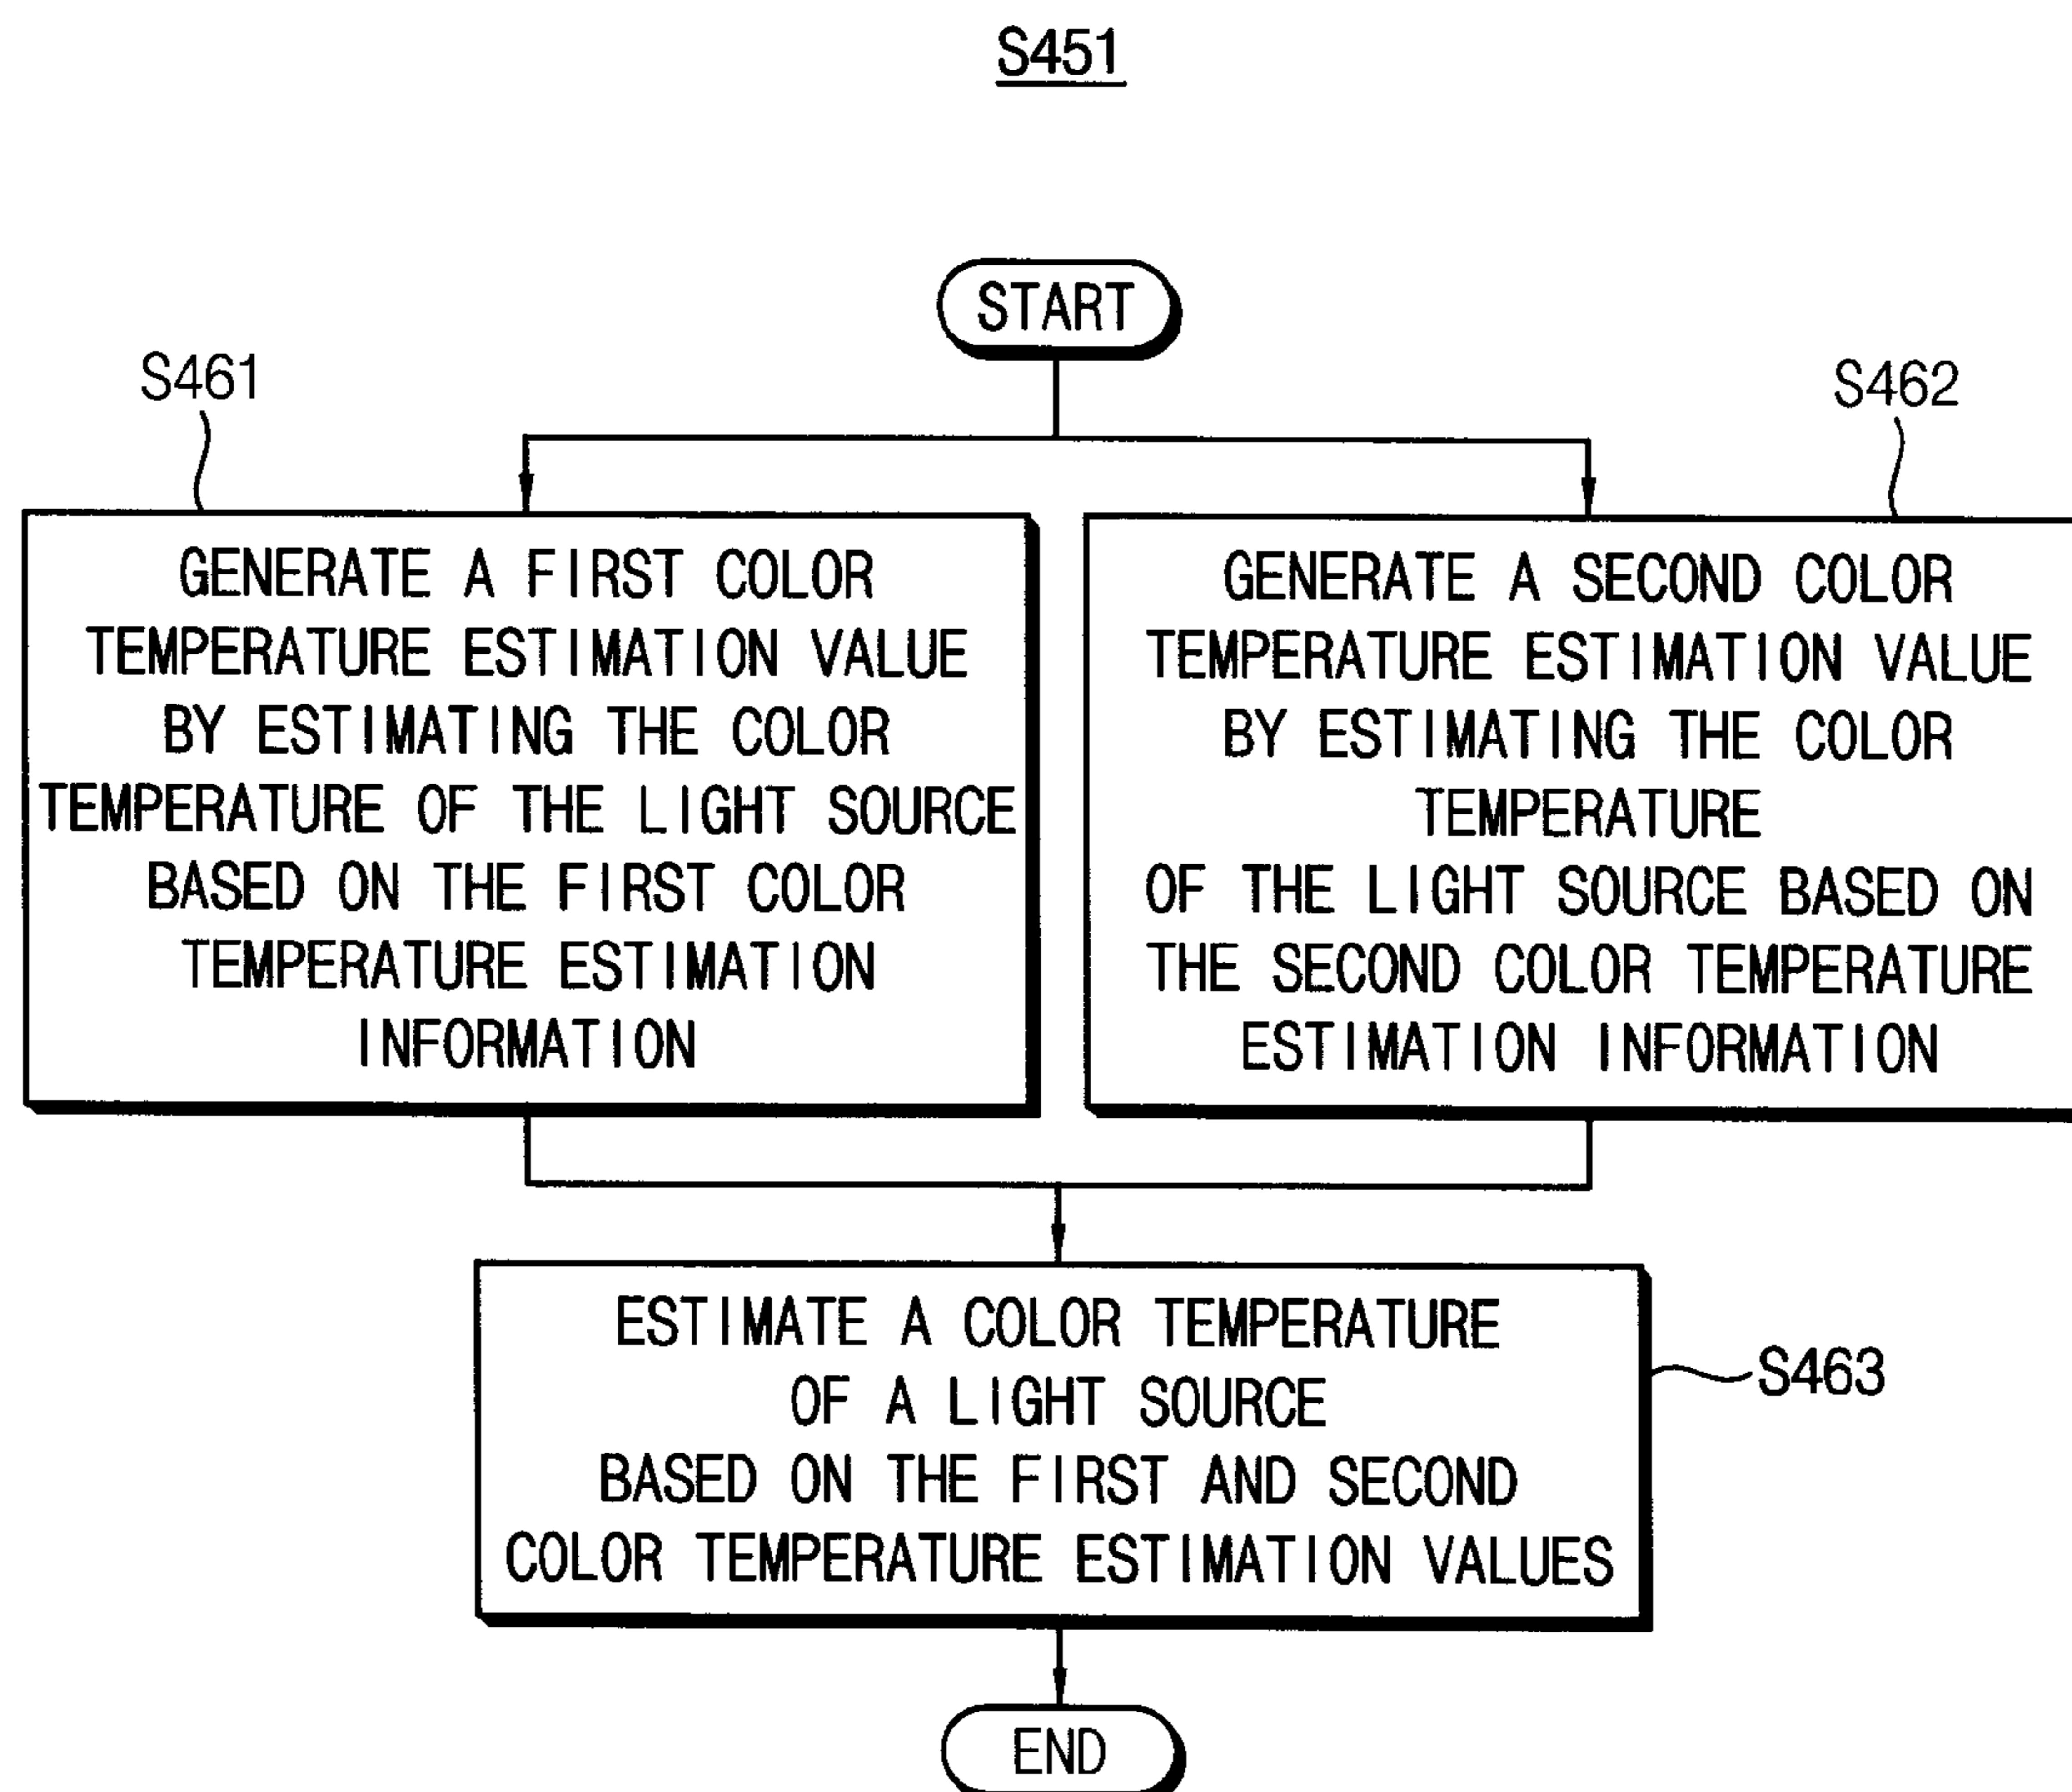 S451
START
S461
S462
GENERATE A FIRST COLOR
TEMPERATURE ESTIMATION VALUE
BY ESTIMATING THE COLOR
TEMPERATURE OF THE LIGHT SOURCE
BASED ON THE FIRST COLOR
TEMPERATURE ESTIMATION
INFORMATION
GENERATE A SECOND COLOR
TEMPERATURE ESTIMATION VALUE
BY ESTIMATING THE COLOR
TEMPERATURE
OF THE LIGHT SOURCE BASED ON
THE SECOND COLOR TEMPERATURE
ESTIMATION INFORMATION
ESTIMATE A COLOR TEMPERATURE
OF A LIGHT SOURCE
BASED ON THE FIRST AND SECOND
COLOR TEMPERATURE ESTIMATION VALUES
S463
END